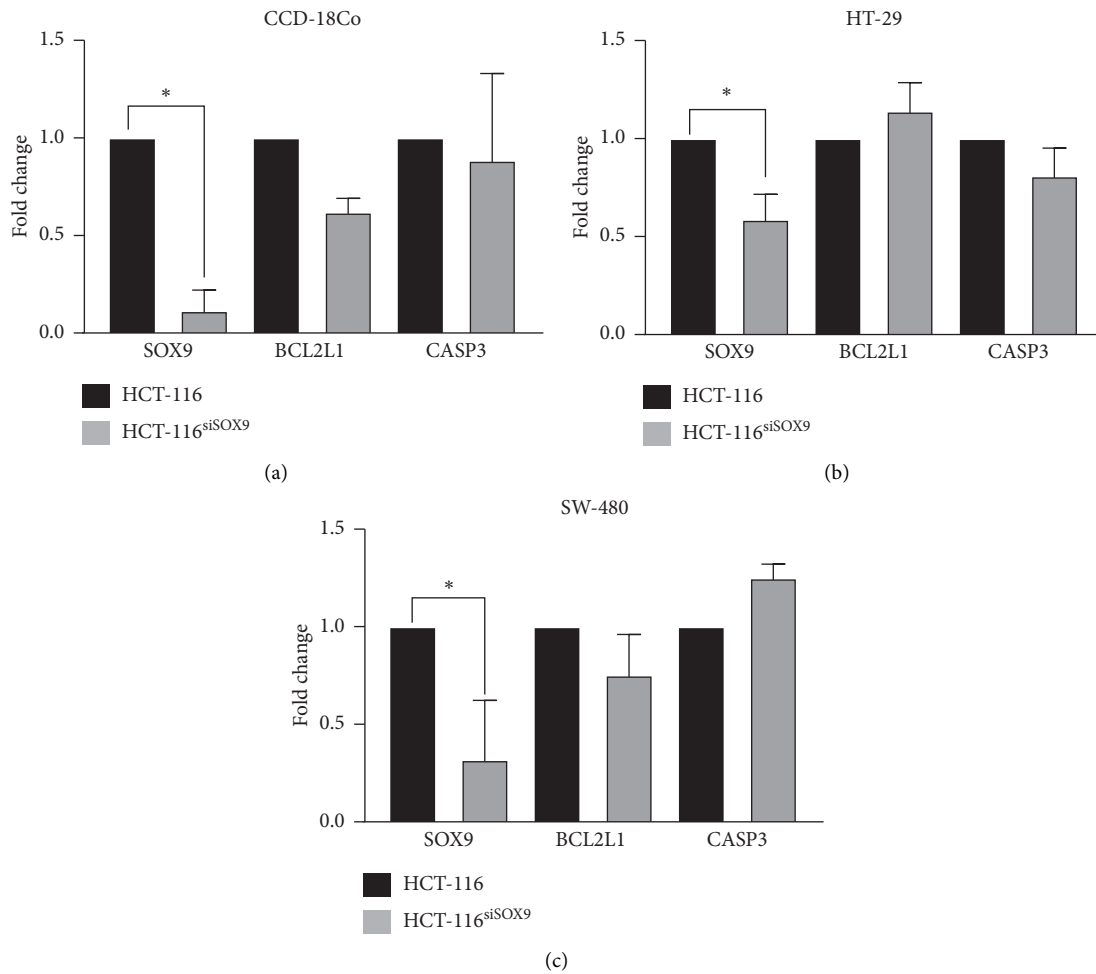 CCD-18Co
1.5
*
1.0
Fold change
0.5
0.0
SOX9 BCL2L1 CASP3
HCT-116
HCT-116siSOX9
(a)
HT-29
1.5
*
1.0
Fold change
0.5
0.0
SOX9 BCL2L1 CASP3
HCT-116
HCT-116siSOX9
(b)
SW-480
1.5
*
1.0
Fold change
0.5
0.0
SOX9 BCL2L1 CASP3
HCT-116
HCT-116siSOX9
(c)